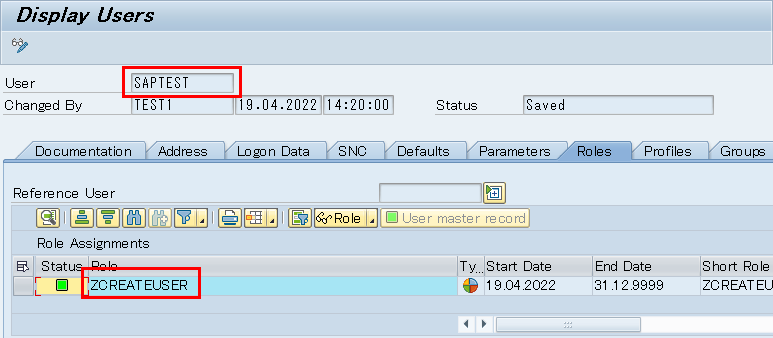 Display Users
User SAPTEST
Changed By TEST1 19.04.2022 14:20:00 Status Saved
Documentation Address Logon Data SNC Defaults Parameters Roles Profiles Groups
Reference User
Role User master record
Role Assignments
Status Role Ty... Start Date End Date Short Role
ZCREATEUSER 19.04.2022 31.12.9999 ZCREATEU